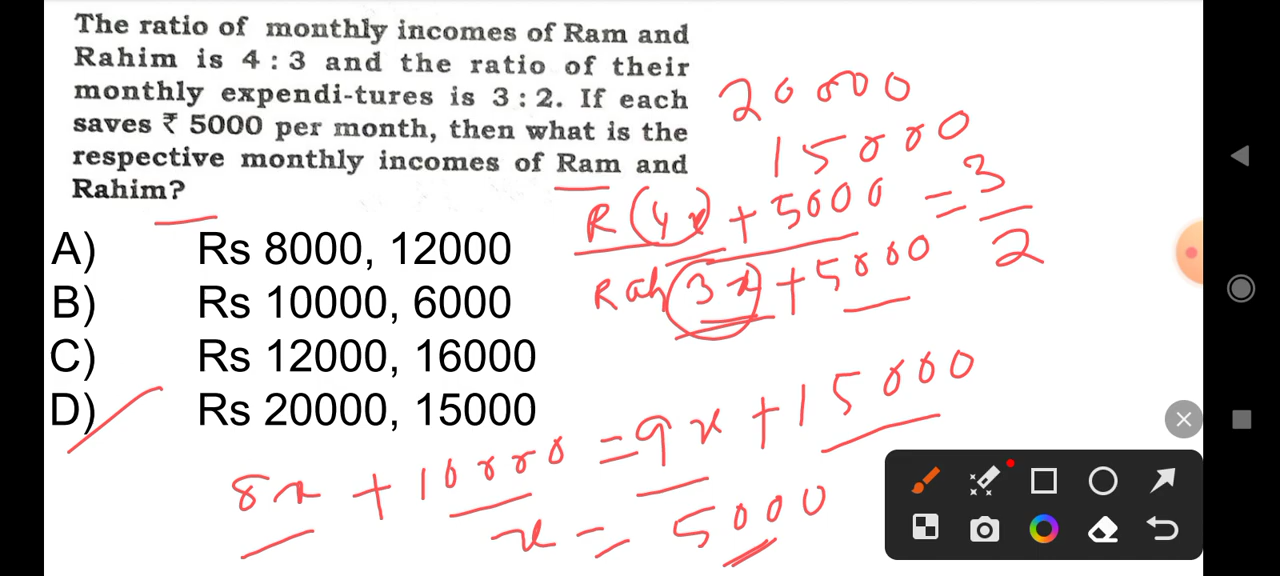 The ratio of monthly incomes of Ram and
Rahim is 4 : 3 and the ratio of their
monthly expendi-tures is 3 : 2. If each
saves ₹ 5000 per month, then what is the
respective monthly incomes of Ram and
Rahim?
A) Rs 8000, 12000
B) Rs 10000, 6000
C) Rs 12000, 16000
D) Rs 20000, 15000
20000
15000
R(4x) + 5000 = 3
Rah(3x) + 5000 2
8x + 10000 = 9x + 15000
x = 5000